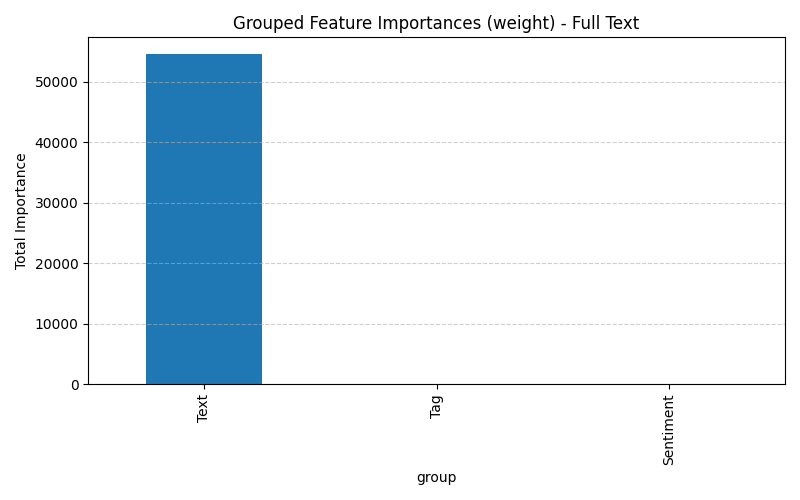 Grouped Feature Importances (weight) - Full Text
Total Importance
50000
40000
30000
20000
10000
0
Text
Tag
Sentiment
group